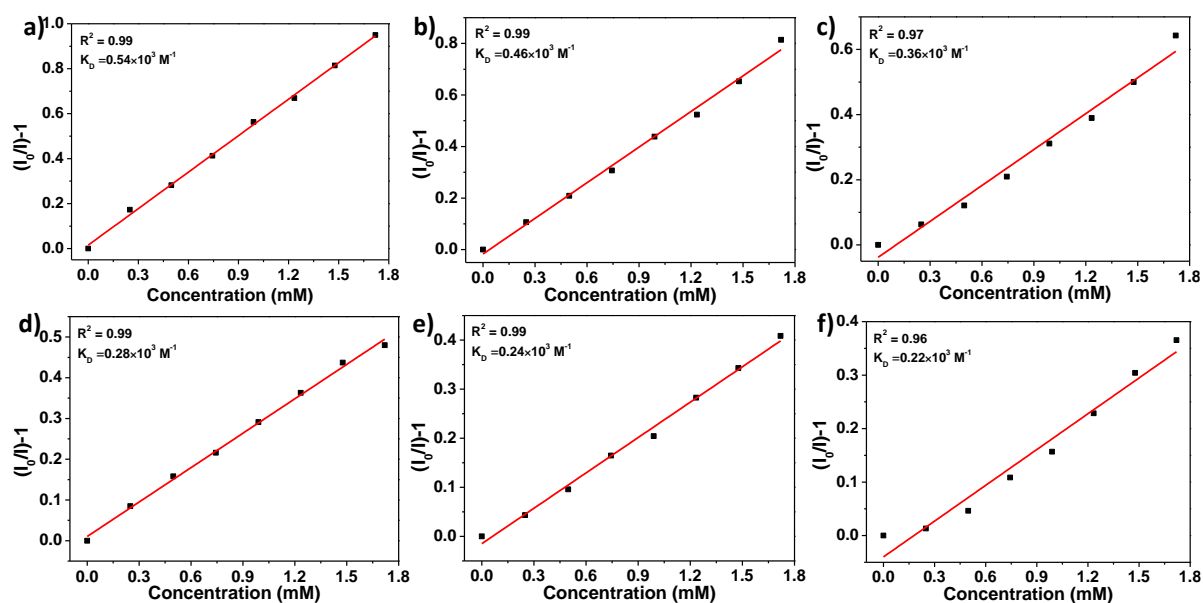 a)
R² = 0.99
K_D =0.54×10³ M⁻¹
(I₀/I)-1
1.0
0.8
0.6
0.4
0.2
0.0
0.0 0.3 0.6 0.9 1.2 1.5 1.8
Concentration (mM)
b)
R² = 0.99
K_D =0.46×10³ M⁻¹
(I₀/I)-1
0.8
0.6
0.4
0.2
0.0
0.0 0.3 0.6 0.9 1.2 1.5 1.8
Concentration (mM)
c)
R² = 0.97
K_D =0.36×10³ M⁻¹
(I₀/I)-1
0.6
0.4
0.2
0.0
0.0 0.3 0.6 0.9 1.2 1.5 1.8
Concentration (mM)
d)
R² = 0.99
K_D =0.28×10³ M⁻¹
(I₀/I)-1
0.5
0.4
0.3
0.2
0.1
0.0
0.0 0.3 0.6 0.9 1.2 1.5 1.8
Concentration (mM)
e)
R² = 0.99
K_D =0.24×10³ M⁻¹
(I₀/I)-1
0.4
0.3
0.2
0.1
0.0
0.0 0.3 0.6 0.9 1.2 1.5 1.8
Concentration (mM)
f)
R² = 0.96
K_D =0.22×10³ M⁻¹
(I₀/I)-1
0.4
0.3
0.2
0.1
0.0
0.0 0.3 0.6 0.9 1.2 1.5 1.8
Concentration (mM)